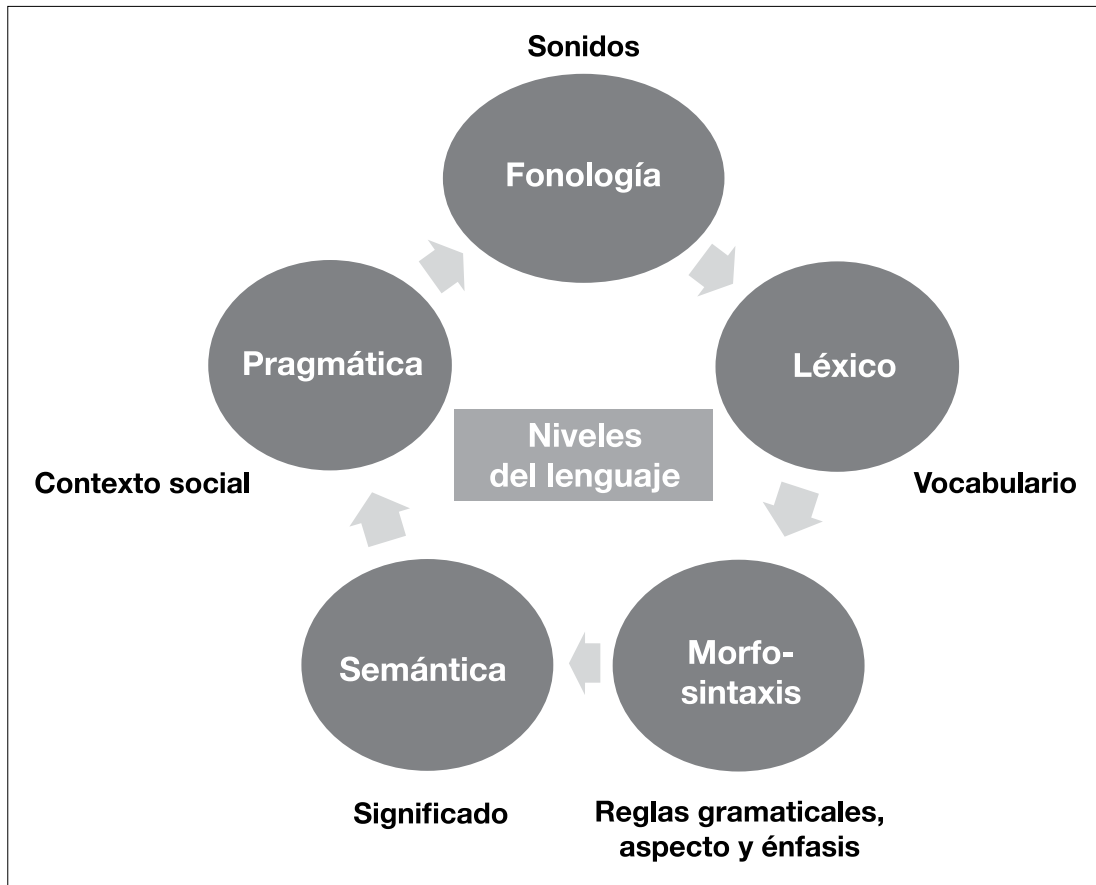 Sonidos
Fonología
Léxico
Vocabulario
Morfo-
sintaxis
Reglas gramaticales,
aspecto y énfasis
Semántica
Significado
Pragmática
Contexto social
Niveles
del lenguaje